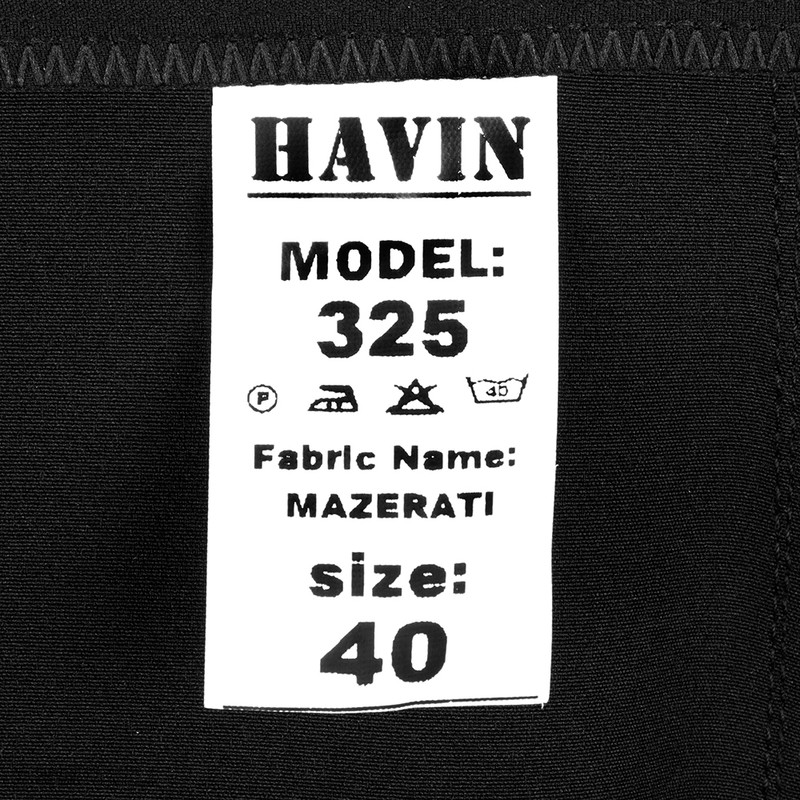 HAVIN
MODEL:
325
P 45
Fabric Name:
MAZERATI
size:
40